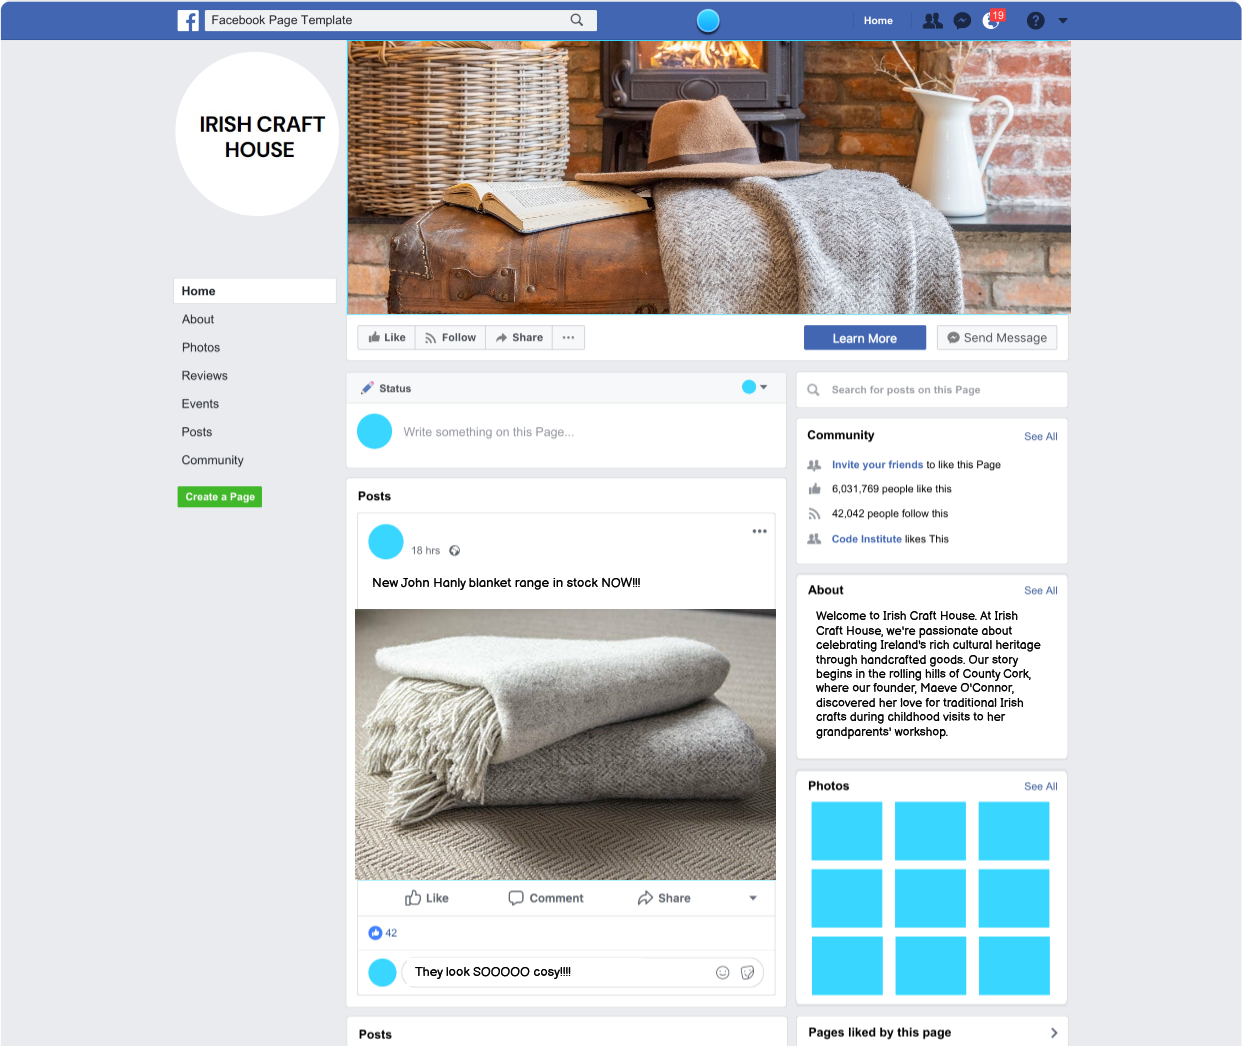 Facebook Page Template
Home
19
IRISH CRAFT
HOUSE
Home
About
Photos
Reviews
Events
Posts
Community
Create a Page
Like
Follow
Share
Learn More
Send Message
Status
Write something on this Page...
Posts
18 hrs
New John Hanly blanket range in stock NOW!!!
Like
Comment
Share
42
They look SOOOOO cosy!!!!
Posts
Search for posts on this Page
Community
See All
Invite your friends to like this Page
6,031,769 people like this
42,042 people follow this
Code Institute likes This
About
See All
Welcome to Irish Craft House. At Irish
Craft House, we're passionate about
celebrating Ireland's rich cultural heritage
through handcrafted goods. Our story
begins in the rolling hills of County Cork,
where our founder, Maeve O'Connor,
discovered her love for traditional Irish
crafts during childhood visits to her
grandparents' workshop.
Photos
See All
Pages liked by this page